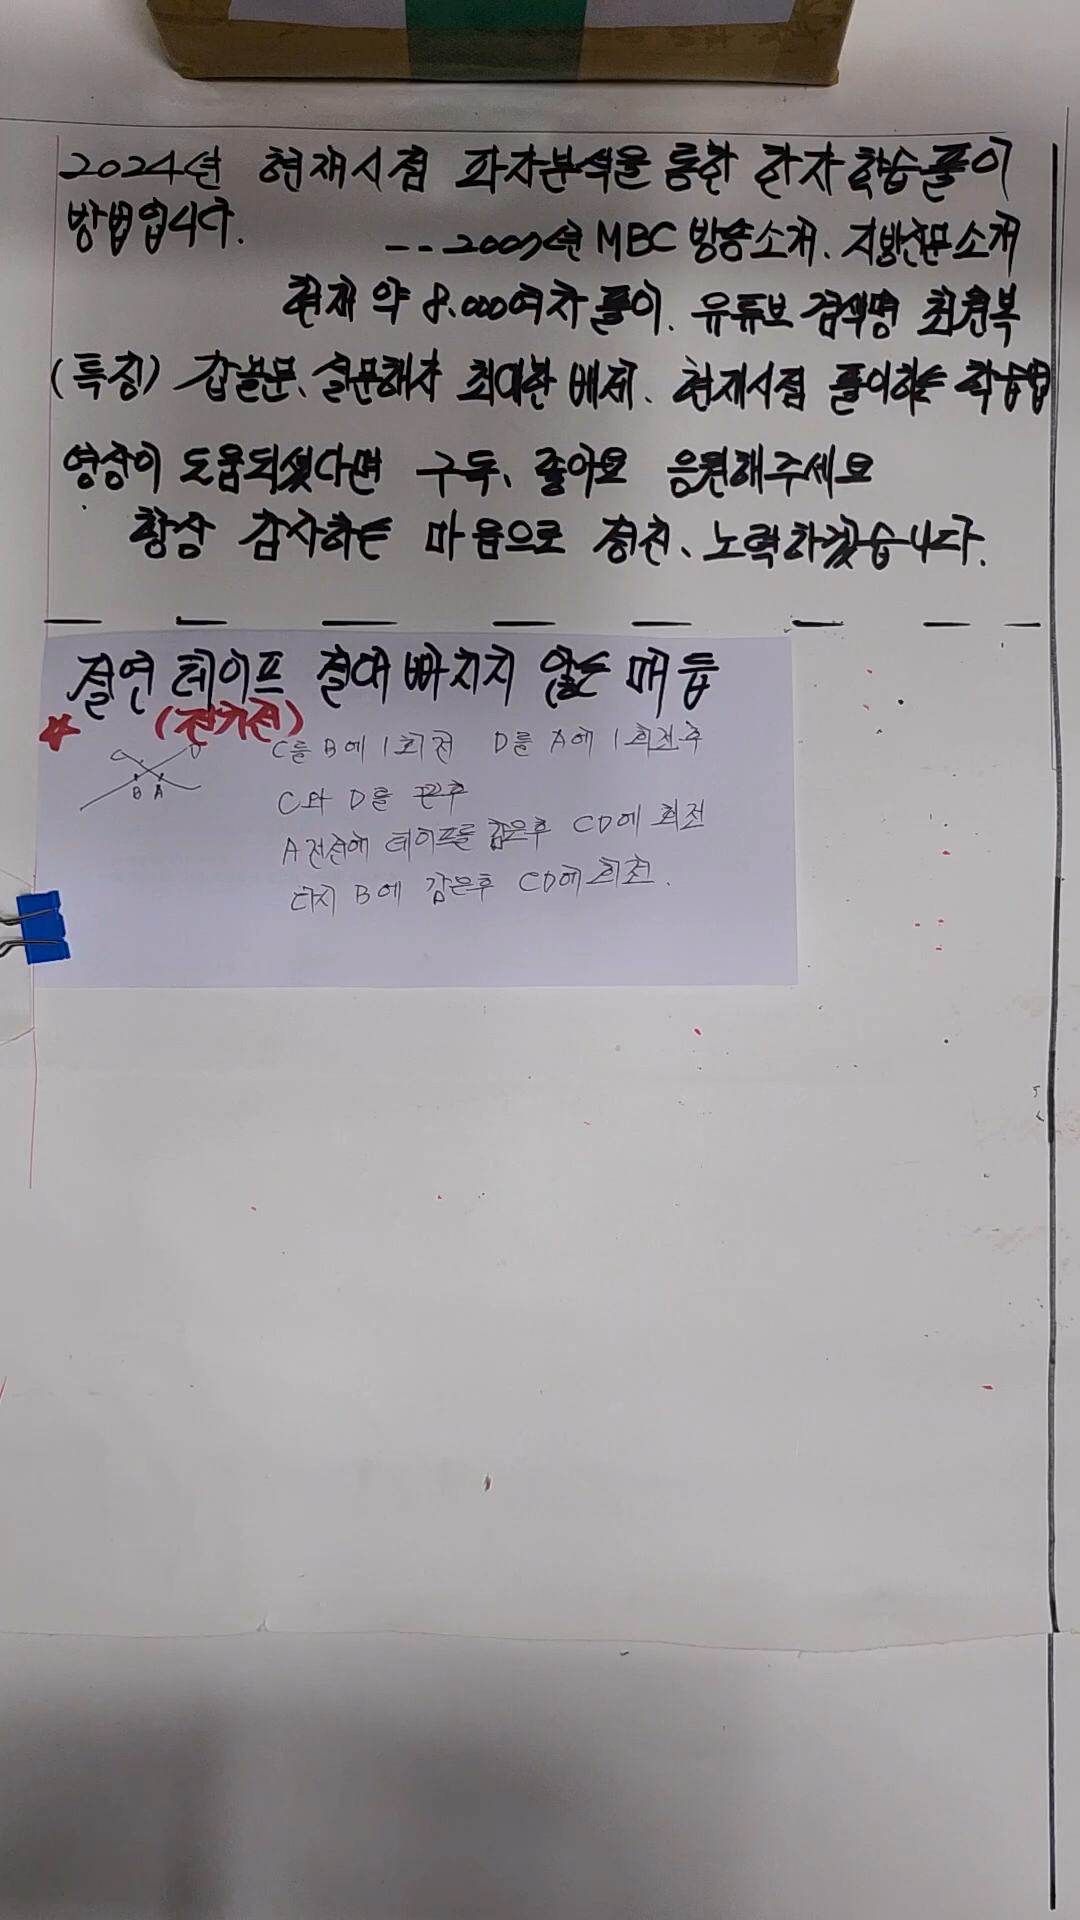 2024년 현재시점 파자분석을 통한 한자 학습풀이
방법입니다.
--- 2007년 MBC 방송소개. 지방신문소개
현재 약 8.000여자 풀이. 유튜브 검색명 최정복
(특징) 갑골문, 설문해자 최대한 배제. 현재시점 풀이하는 학습법
영상이 도움되셨다면 구독, 좋아요 응원해주세요
항상 감사하는 마음으로 정진, 노력하겠습니다.
절연 테이프 절대 빠지지 않는 매듭
(전기선)
C를 B에 1회전 D를 A에 1회전후
B A
C와 D를 끈후
A전선에 테이프를 감은후 CD에 회전
다시 B에 감은후 CD에 회전.